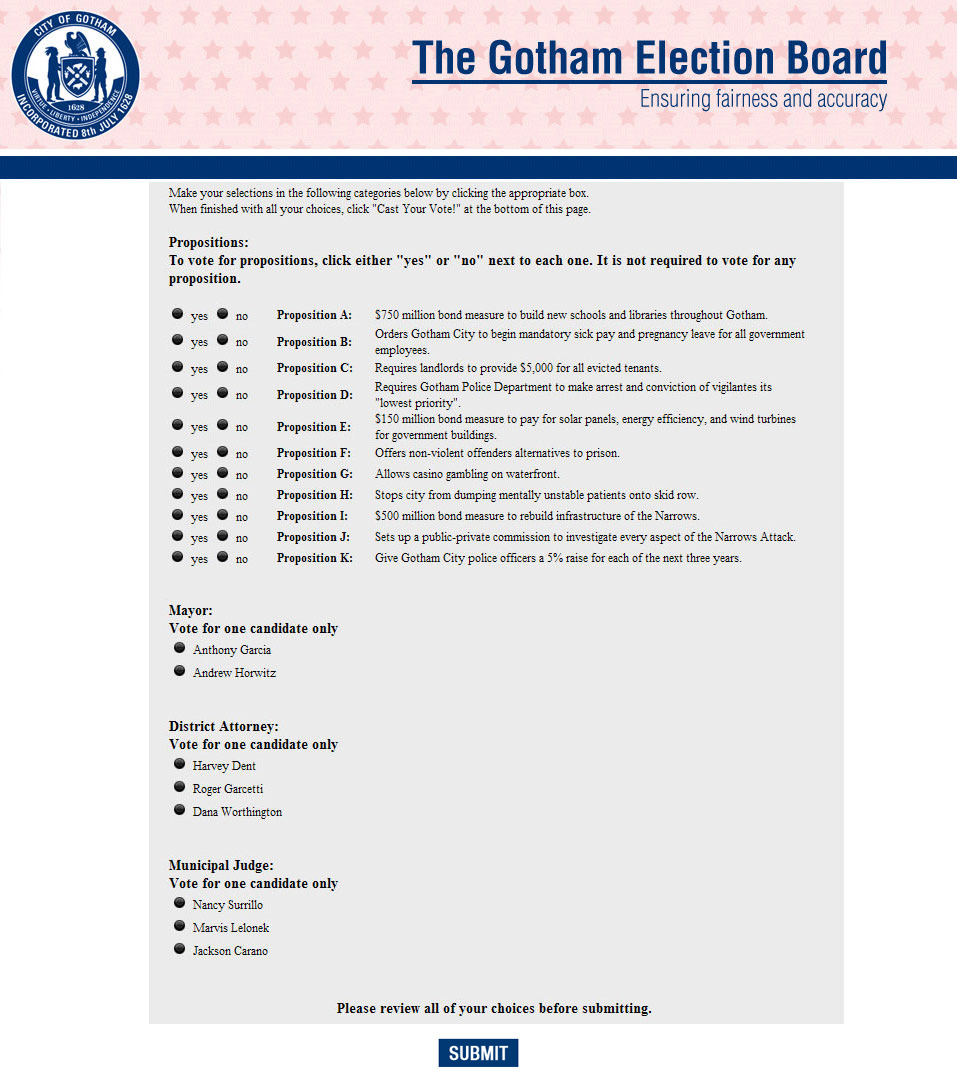 CITY OF GOTHAM
1628
VIRTUE · LIBERTY · INDEPENDENCE
INCORPORATED 8th JULY 1628
The Gotham Election Board
Ensuring fairness and accuracy
Make your selections in the following categories below by clicking the appropriate box.
When finished with all your choices, click "Cast Your Vote!" at the bottom of this page.
Propositions:
To vote for propositions, click either "yes" or "no" next to each one. It is not required to vote for any
proposition.
yes no Proposition A: $750 million bond measure to build new schools and libraries throughout Gotham.
yes no Proposition B: Orders Gotham City to begin mandatory sick pay and pregnancy leave for all government
employees.
yes no Proposition C: Requires landlords to provide $5,000 for all evicted tenants.
yes no Proposition D: Requires Gotham Police Department to make arrest and conviction of vigilantes its
"lowest priority".
yes no Proposition E: $150 million bond measure to pay for solar panels, energy efficiency, and wind turbines
for government buildings.
yes no Proposition F: Offers non-violent offenders alternatives to prison.
yes no Proposition G: Allows casino gambling on waterfront.
yes no Proposition H: Stops city from dumping mentally unstable patients onto skid row.
yes no Proposition I: $500 million bond measure to rebuild infrastructure of the Narrows.
yes no Proposition J: Sets up a public-private commission to investigate every aspect of the Narrows Attack.
yes no Proposition K: Give Gotham City police officers a 5% raise for each of the next three years.
Mayor:
Vote for one candidate only
Anthony Garcia
Andrew Horwitz
District Attorney:
Vote for one candidate only
Harvey Dent
Roger Garcetti
Dana Worthington
Municipal Judge:
Vote for one candidate only
Nancy Surrillo
Marvis Lelonek
Jackson Carano
Please review all of your choices before submitting.
SUBMIT